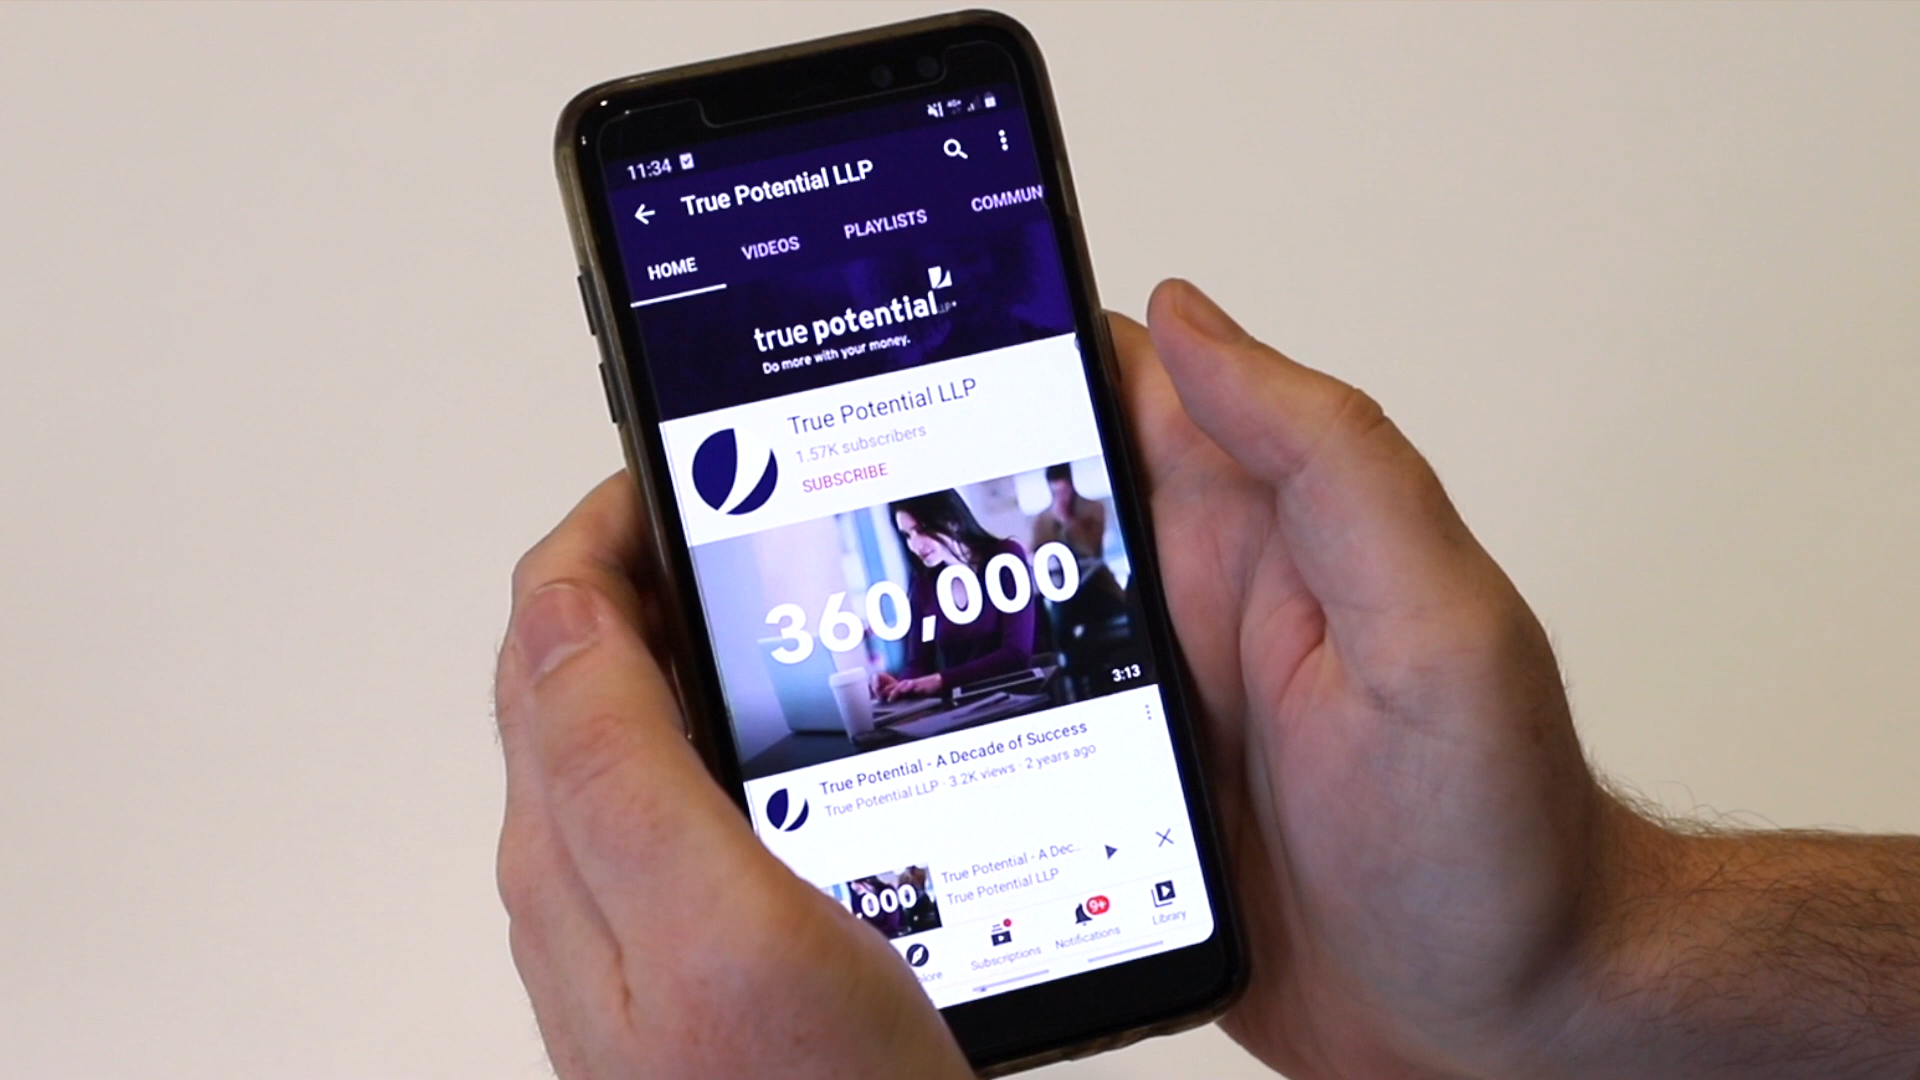 11:34
True Potential LLP
HOME VIDEOS PLAYLISTS COMMUN
true potential LLP
Do more with your money.
True Potential LLP
1.57K subscribers
SUBSCRIBE
360,000
3:13
True Potential - A Decade of Success
True Potential LLP · 3.2K views · 2 years ago
,000
True Potential - A Dec...
True Potential LLP
plore Subscriptions Notifications 9+ Library